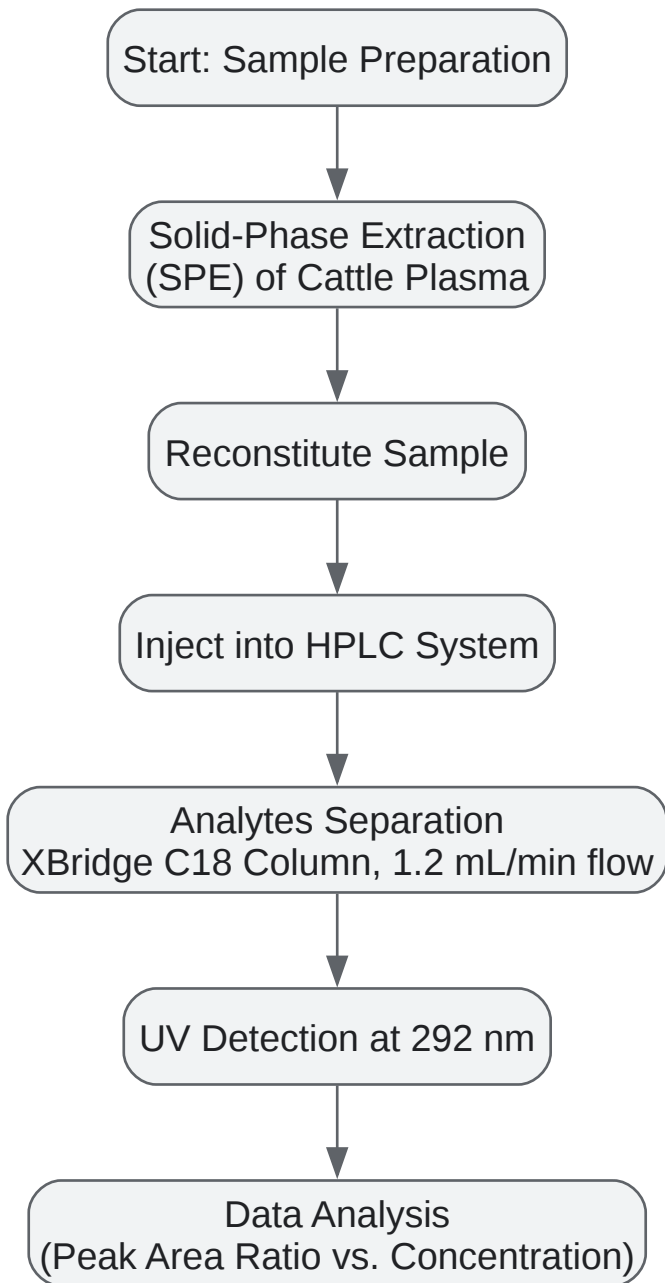 Start: Sample Preparation
Solid-Phase Extraction
(SPE) of Cattle Plasma
Reconstitute Sample
Inject into HPLC System
Analytes Separation
XBridge C18 Column, 1.2 mL/min flow
UV Detection at 292 nm
Data Analysis
(Peak Area Ratio vs. Concentration)